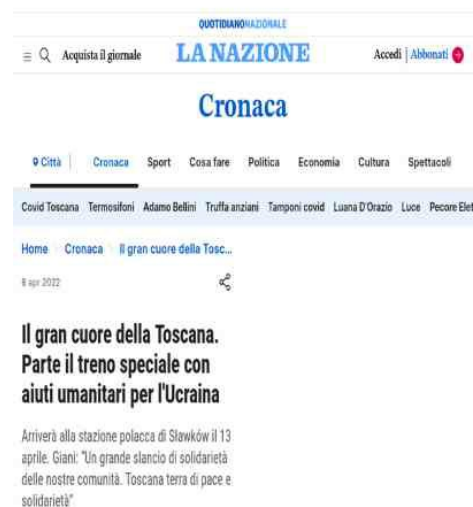 QUOTIDIANO NAZIONALE
Acquista il giornale LA NAZIONE Accedi | Abbonati
Cronaca
Città | Cronaca Sport Cosa fare Politica Economia Cultura Spettacoli
Covid Toscana Termosifoni Adamo Bellini Truffa anziani Tamponi covid Luana D'Orazio Luce Pecore Elet
Home Cronaca Il gran cuore della Tosc...
8 apr 2022
Il gran cuore della Toscana.
Parte il treno speciale con
aiuti umanitari per l'Ucraina
Arriverà alla stazione polacca di Sławków il 13
aprile. Giani: "Un grande slancio di solidarietà
delle nostre comunità. Toscana terra di pace e
solidarietà"